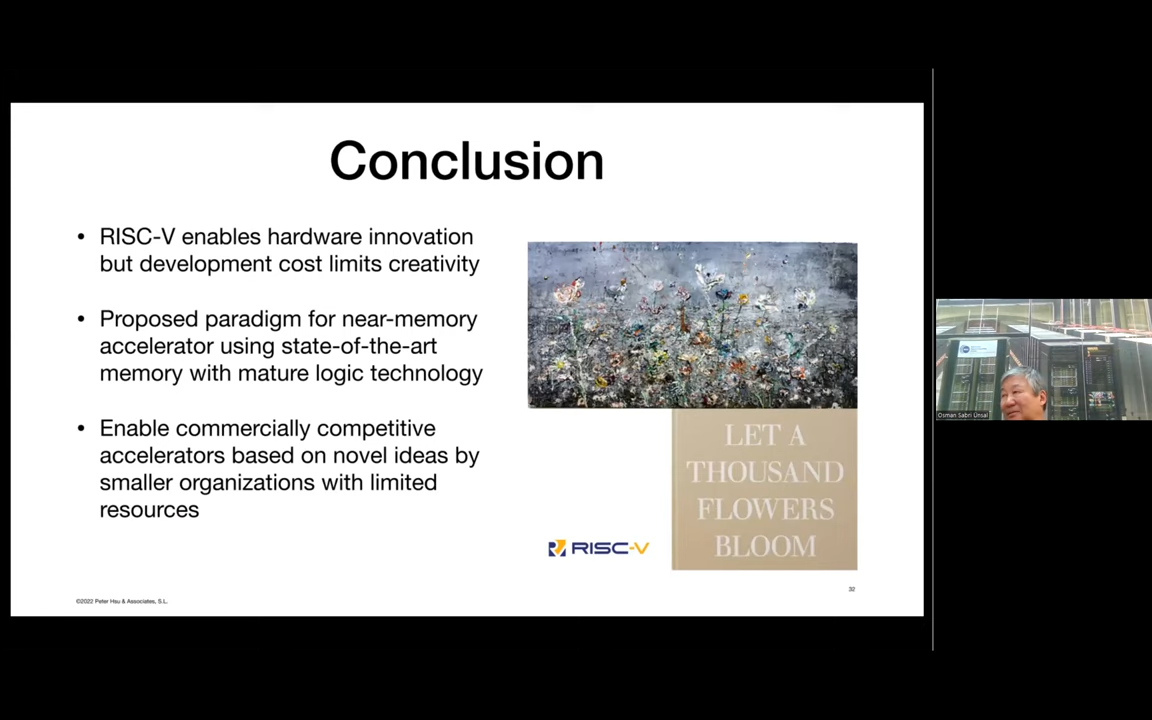 Conclusion
• RISC-V enables hardware innovation
but development cost limits creativity
• Proposed paradigm for near-memory
accelerator using state-of-the-art
memory with mature logic technology
• Enable commercially competitive
accelerators based on novel ideas by
smaller organizations with limited
resources
LET A
THOUSAND
FLOWERS
BLOOM
RISC-V
©2022 Peter Hsu & Associates, S.L.
32
Osman Sabri Ünsal